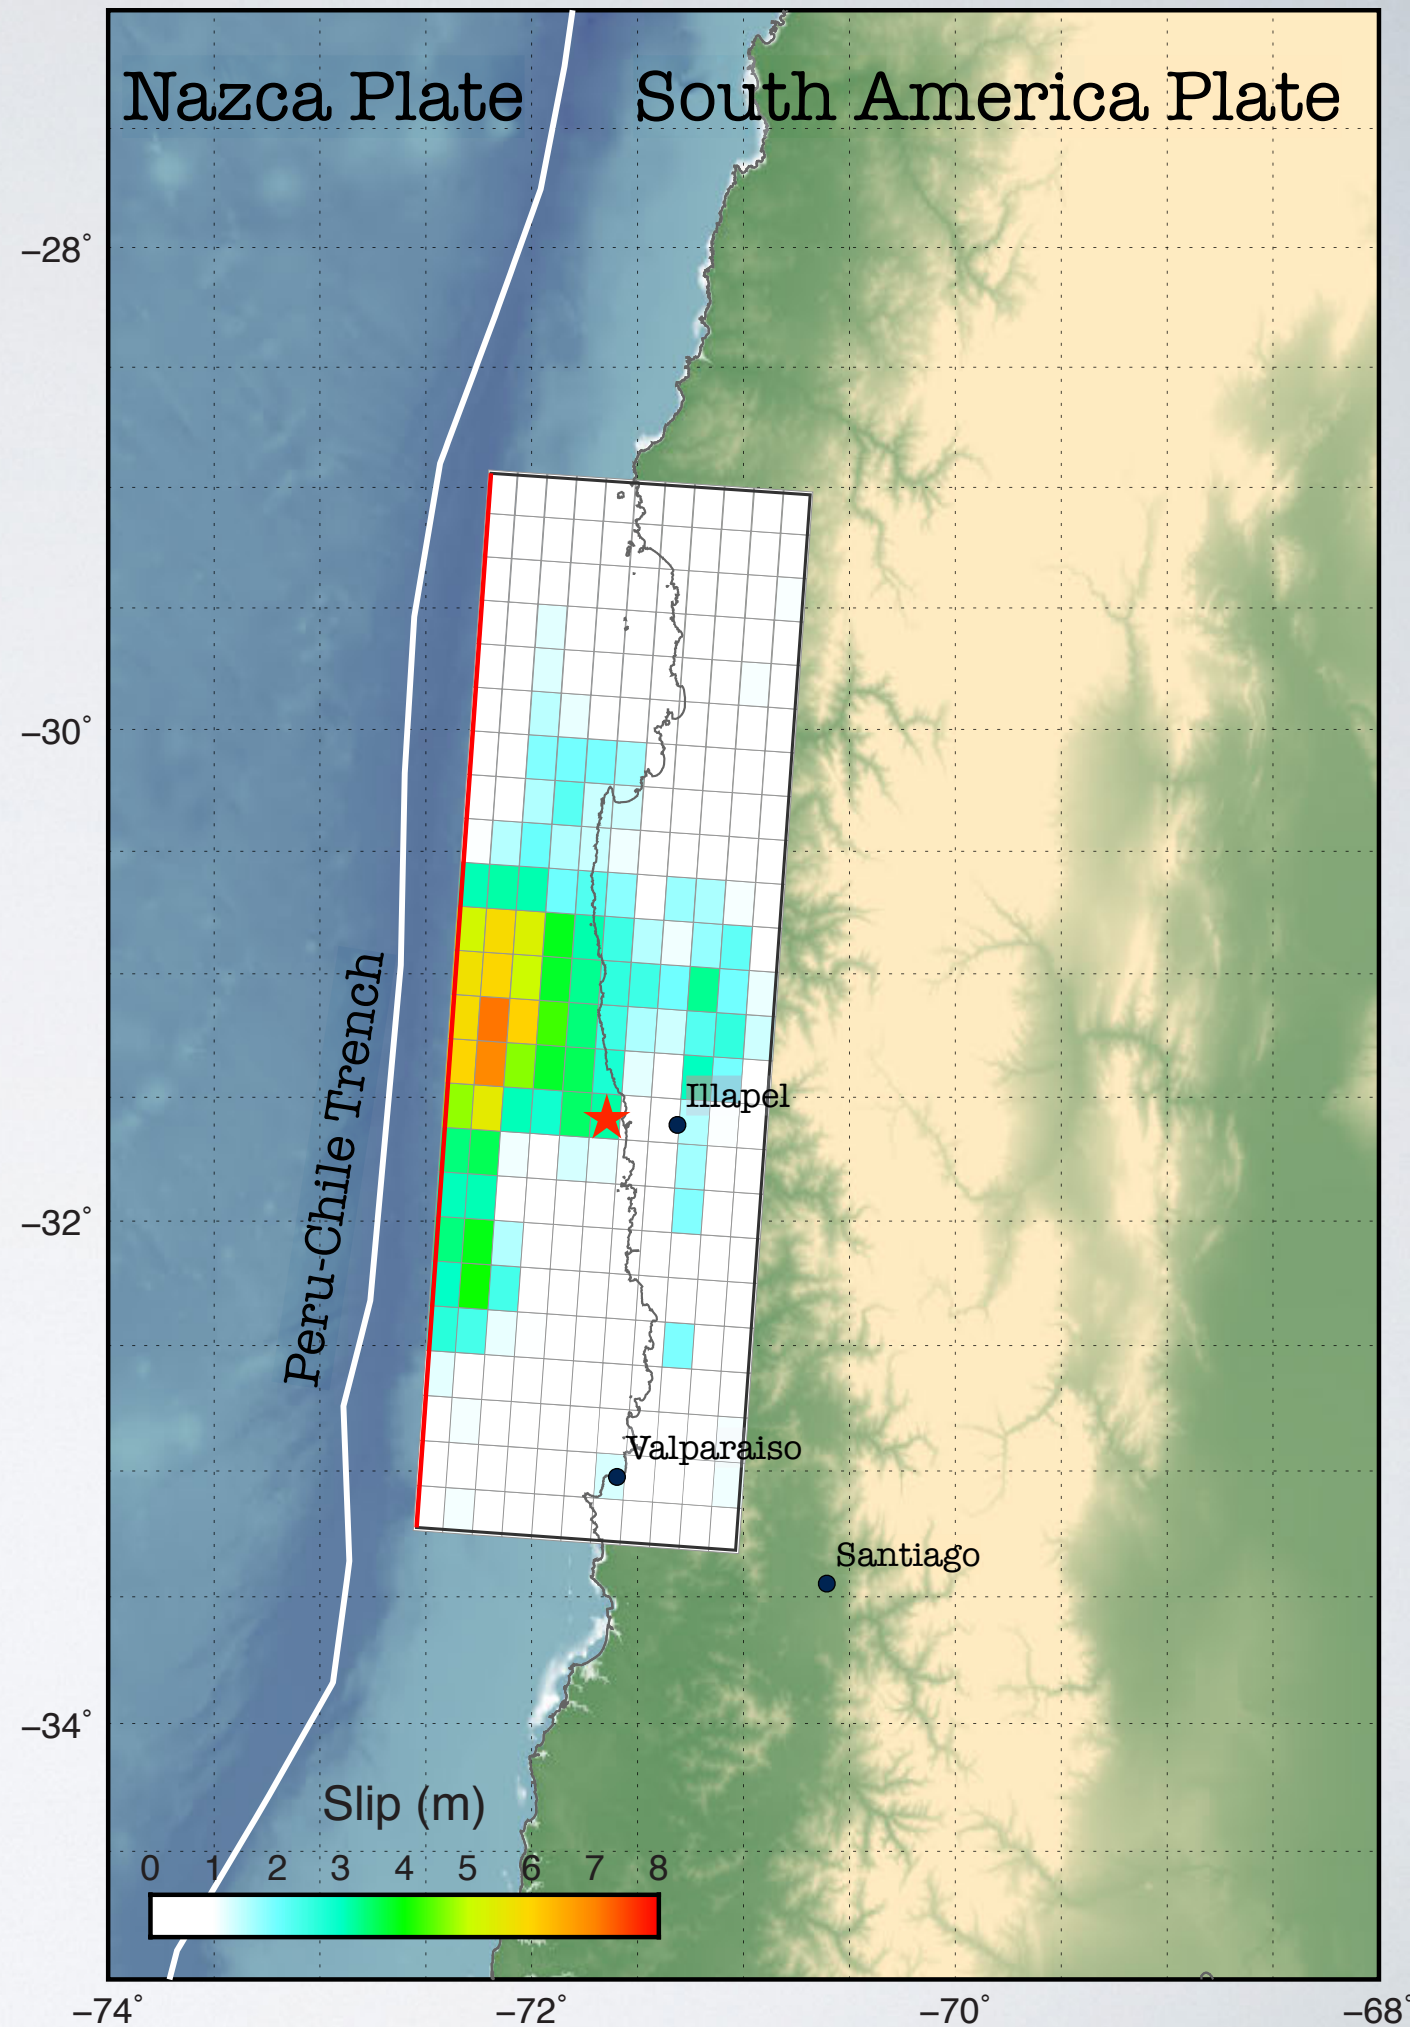 Nazca Plate
South America Plate
−28°
−30°
Peru-Chile Trench
Illapel
−32°
Valparaiso
Santiago
−34°
Slip (m)
0 1 2 3 4 5 6 7 8
−74° −72° −70° −68°